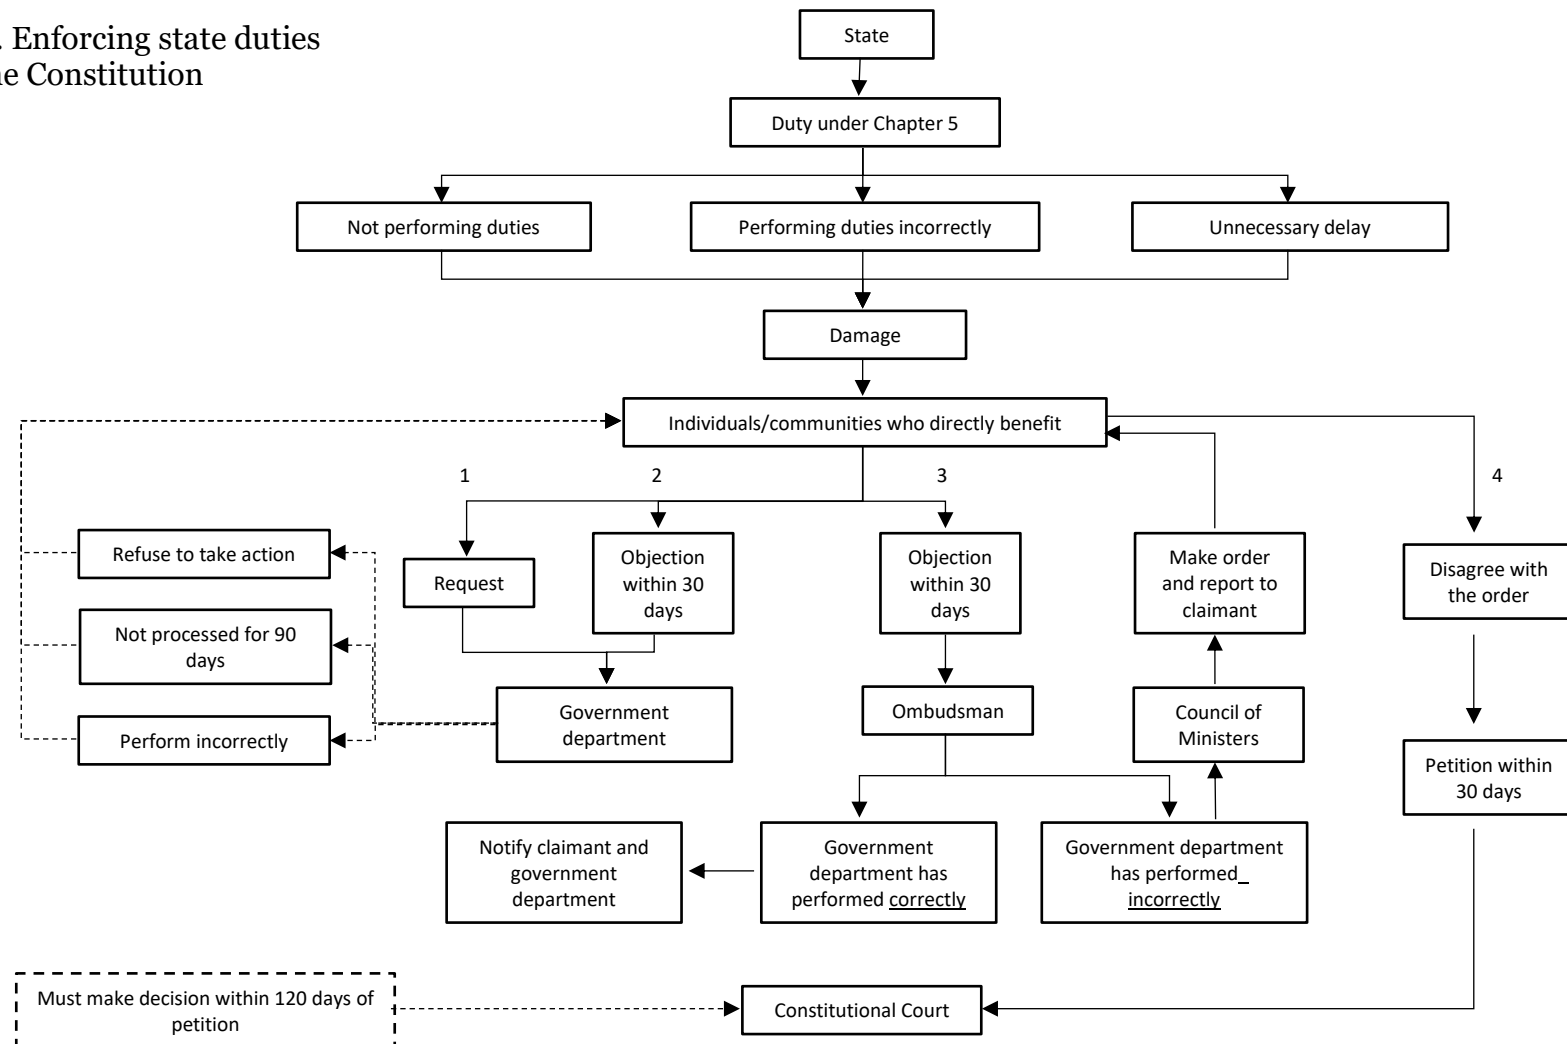 . Enforcing state duties
ne Constitution
State
Duty under Chapter 5
Not performing duties
Performing duties incorrectly
Unnecessary delay
Damage
Individuals/communities who directly benefit
1
2
3
4
Refuse to take action
Not processed for 90
days
Perform incorrectly
Request
Objection
within 30
days
Government
department
Objection
within 30
days
Ombudsman
Make order
and report to
claimant
Council of
Ministers
Disagree with
the order
Petition within
30 days
Notify claimant and
government
department
Government
department has
performed correctly
Government department
has performed
incorrectly
Must make decision within 120 days of
petition
Constitutional Court